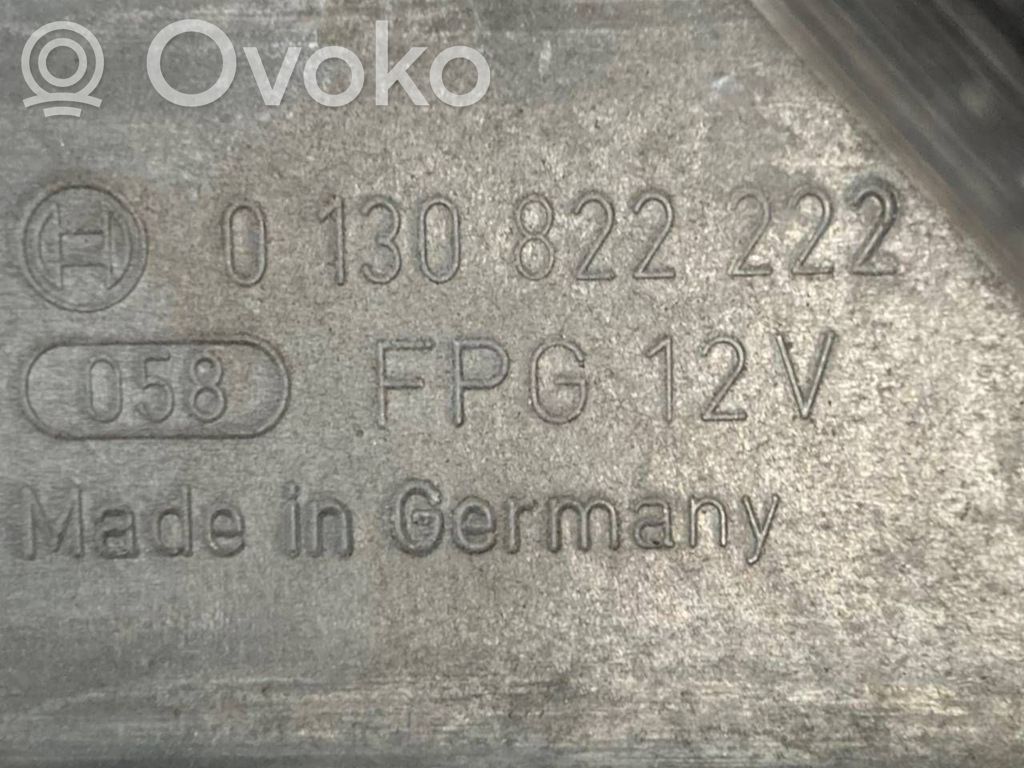 Ovoko
0 130 822 222
058 FPG 12V
Made in Germany